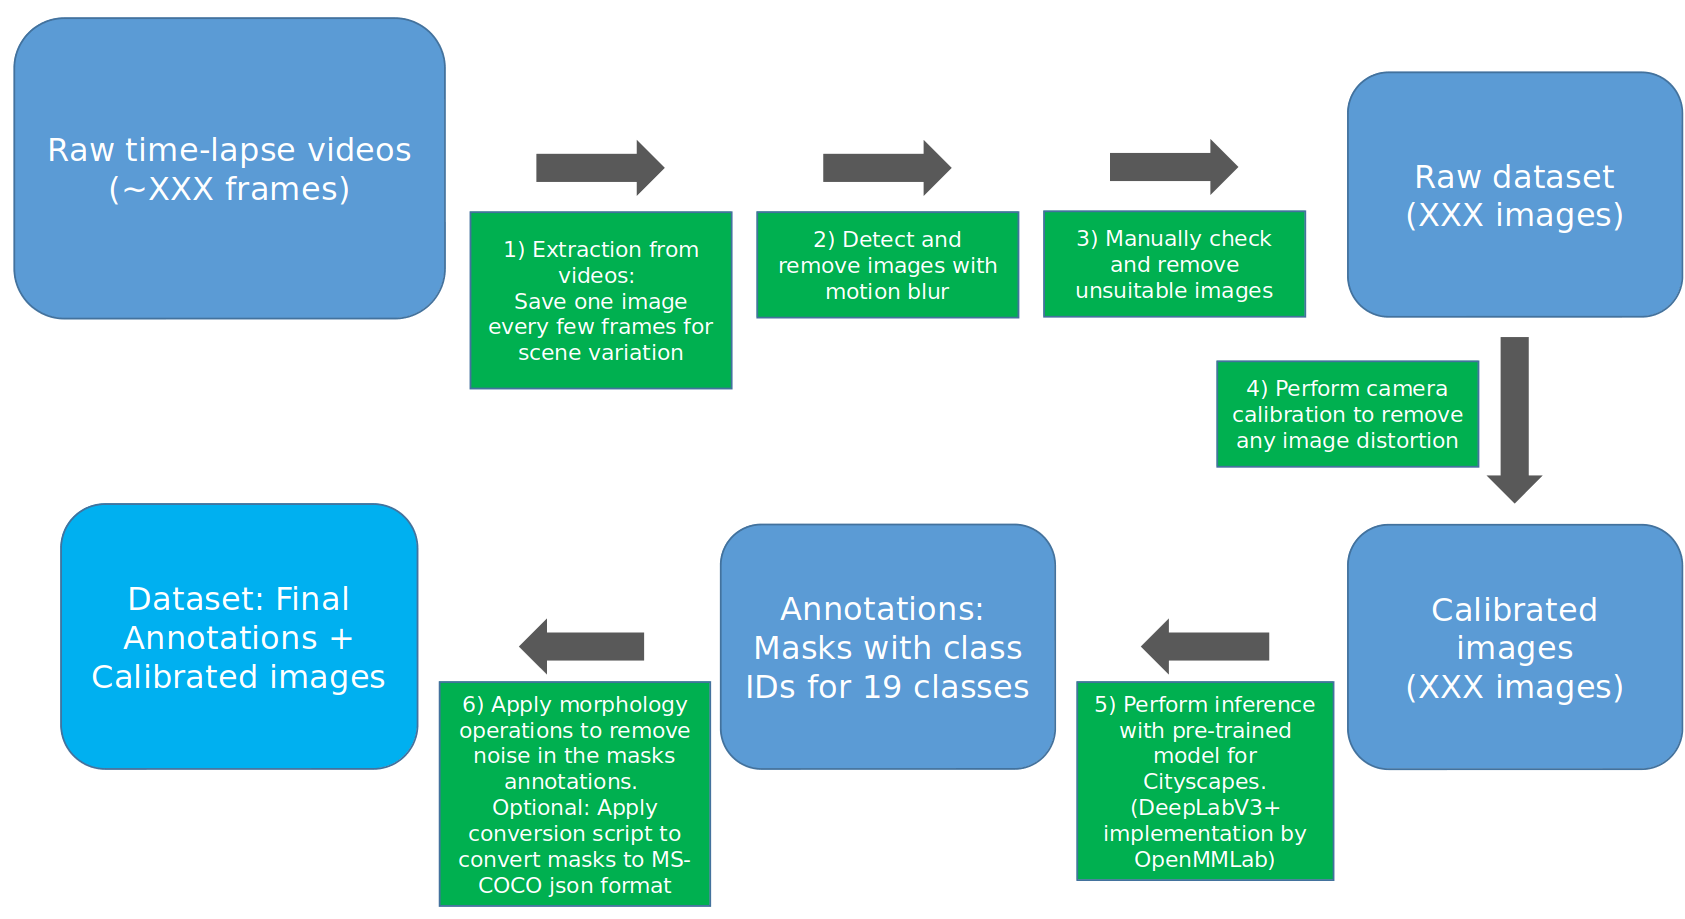 Raw time-lapse videos
(~XXX frames)
1) Extraction from
videos:
Save one image
every few frames for
scene variation
2) Detect and
remove images with
motion blur
3) Manually check
and remove
unsuitable images
Raw dataset
(XXX images)
4) Perform camera
calibration to remove
any image distortion
Calibrated
images
(XXX images)
5) Perform inference
with pre-trained
model for
Cityscapes.
(DeepLabV3+
implementation by
OpenMMLab)
Annotations:
Masks with class
IDs for 19 classes
6) Apply morphology
operations to remove
noise in the masks
annotations.
Optional: Apply
conversion script to
convert masks to MS-
COCO json format
Dataset: Final
Annotations +
Calibrated images